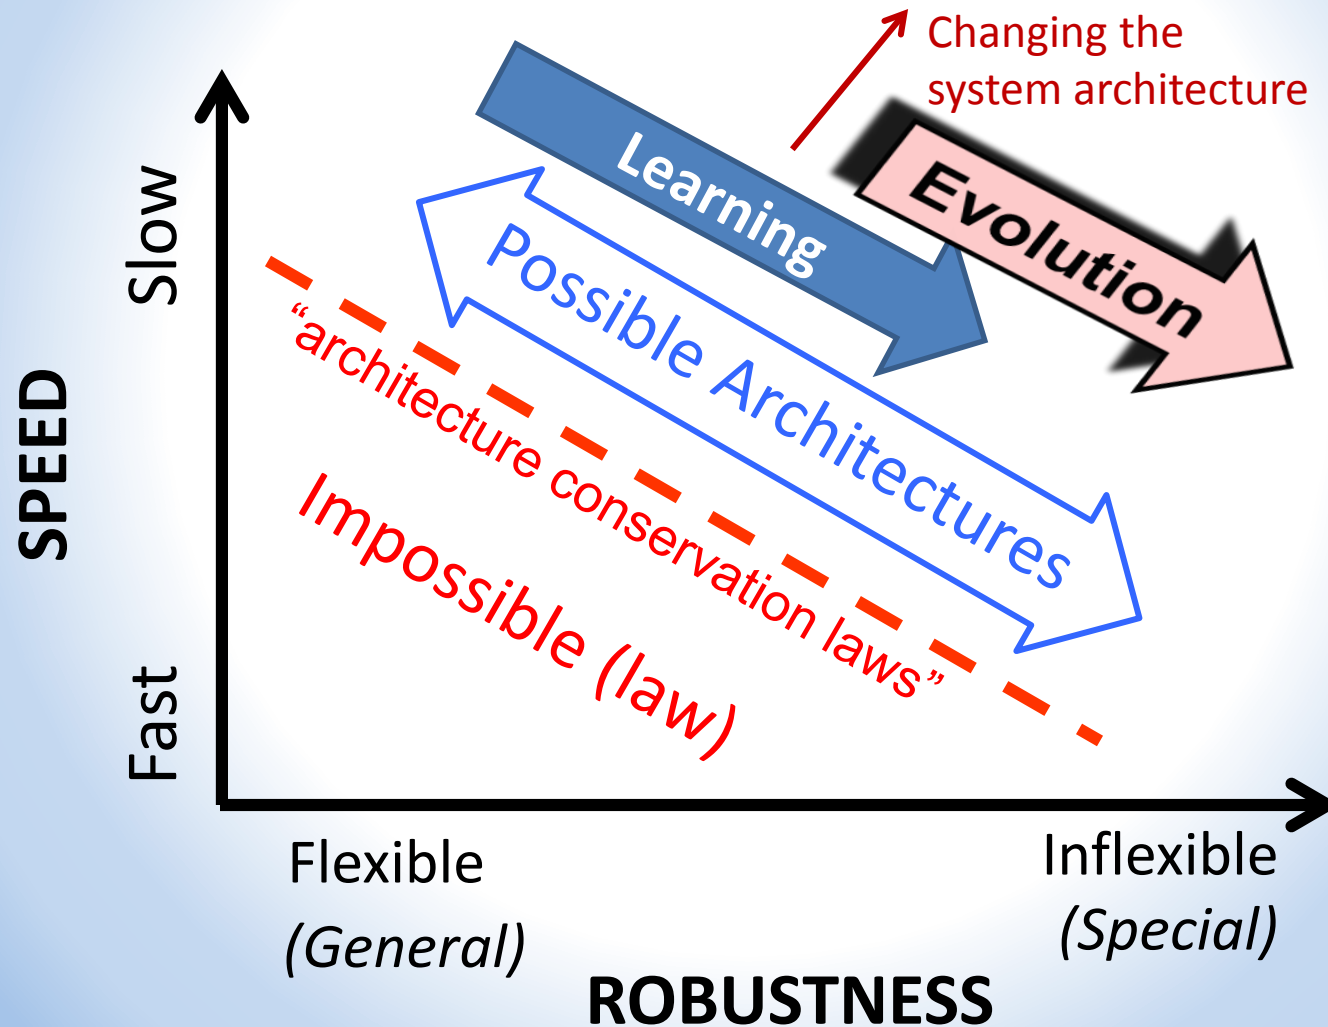 Changing the
system architecture
Learning
Evolution
Possible Architectures
“architecture conservation laws”
Impossible (law)
SPEED
Slow
Fast
Flexible
(General)
Inflexible
(Special)
ROBUSTNESS